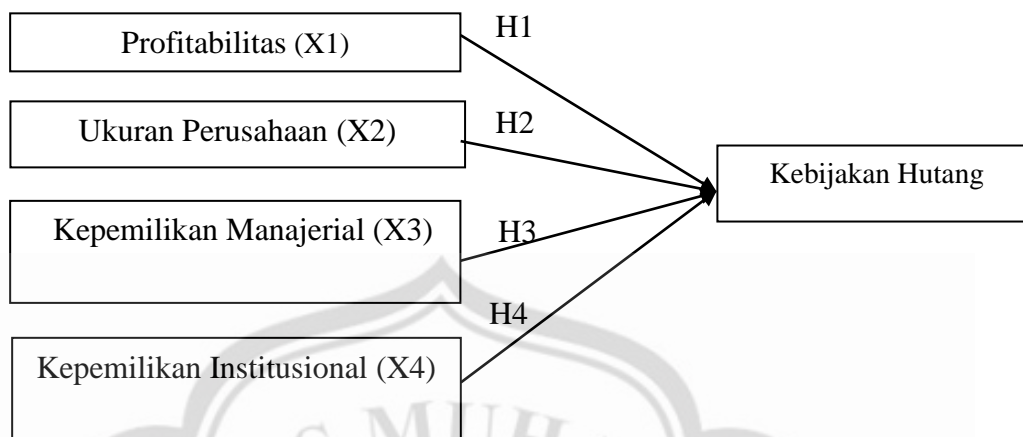 Profitabilitas (X1)
H1
Ukuran Perusahaan (X2)
H2
Kebijakan Hutang
Kepemilikan Manajerial (X3)
H3
H4
Kepemilikan Institusional (X4)